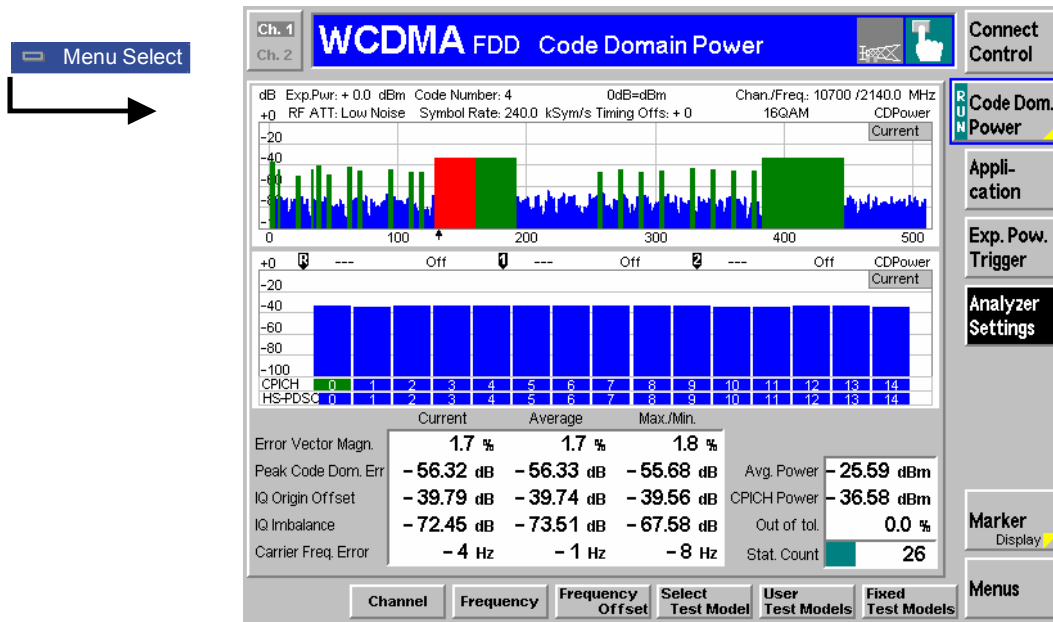 Menu Select
Ch. 1
Ch. 2
WCDMA FDD Code Domain Power
Connect Control
dB Exp.Pwr: + 0.0 dBm Code Number: 4 0dB=dBm Chan./Freq.: 10700 /2140.0 MHz
+0 RF ATT: Low Noise Symbol Rate: 240.0 kSym/s Timing Offs: + 0 16QAM CDPower
Current
-20
-40
0 100 200 300 400 500
RUN
Code Dom. Power
Appli-
cation
Exp. Pow.
Trigger
Analyzer
Settings
+0 R --- Off 1 --- Off 2 --- Off CDPower
Current
-20
-40
-60
-80
-100
CPICH 0 1 2 3 4 5 6 7 8 9 10 11 12 13 14
HS-PDSC 0 1 2 3 4 5 6 7 8 9 10 11 12 13 14
Current Average Max./Min.
Error Vector Magn. 1.7 % 1.7 % 1.8 %
Peak Code Dom. Err – 56.32 dB – 56.33 dB – 55.68 dB Avg. Power – 25.59 dBm
IQ Origin Offset – 39.79 dB – 39.74 dB – 39.56 dB CPICH Power – 36.58 dBm
IQ Imbalance – 72.45 dB – 73.51 dB – 67.58 dB Out of tol. 0.0 %
Carrier Freq. Error – 4 Hz – 1 Hz – 8 Hz Stat. Count 26
Marker
Display
Menus
Channel
Frequency
Frequency
Offset
Select
Test Model
User
Test Models
Fixed
Test Models